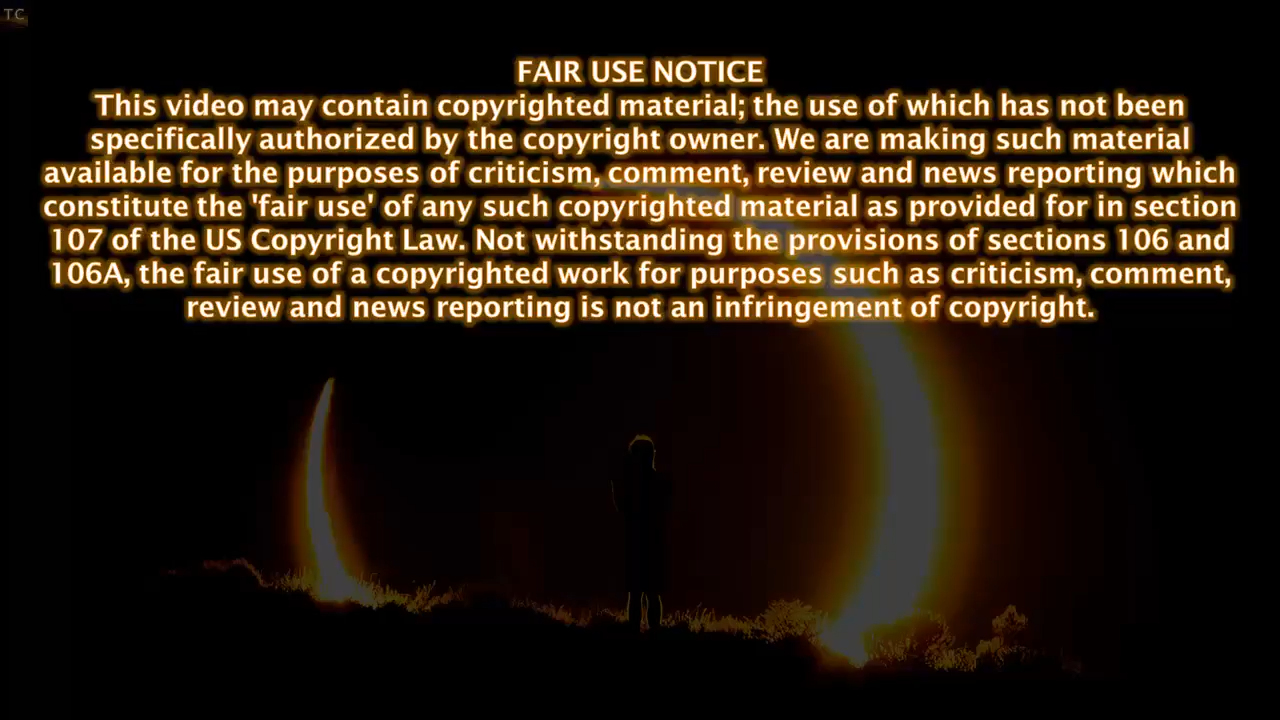 TC
FAIR USE NOTICE
This video may contain copyrighted material; the use of which has not been
specifically authorized by the copyright owner. We are making such material
available for the purposes of criticism, comment, review and news reporting which
constitute the 'fair use' of any such copyrighted material as provided for in section
107 of the US Copyright Law. Not withstanding the provisions of sections 106 and
106A, the fair use of a copyrighted work for purposes such as criticism, comment,
review and news reporting is not an infringement of copyright.